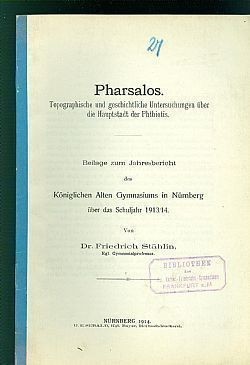 27
Pharsalos.
Topographische und geschichtliche Untersuchungen über
die Hauptstadt der Phthiotis.
Beilage zum Jahresbericht
des
Königlichen Alten Gymnasiums in Nürnberg
über das Schuljahr 1913/14.
Von
Dr. Friedrich Stählin,
Kgl. Gymnasialprofessor.
BIBLIOTHEK
FRANKFURT a/M
NÜRNBERG 1914.